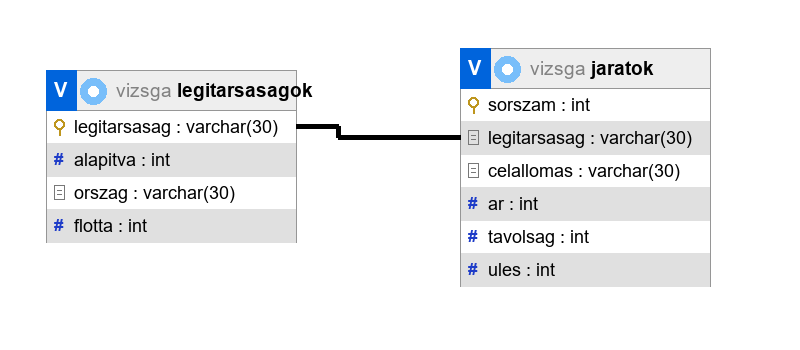 V vizsga legitarsasagok
legitarsasag : varchar(30)
# alapitva : int
orszag : varchar(30)
# flotta : int
V vizsga jaratok
sorszam : int
legitarsasag : varchar(30)
celallomas : varchar(30)
# ar : int
# tavolsag : int
# ules : int